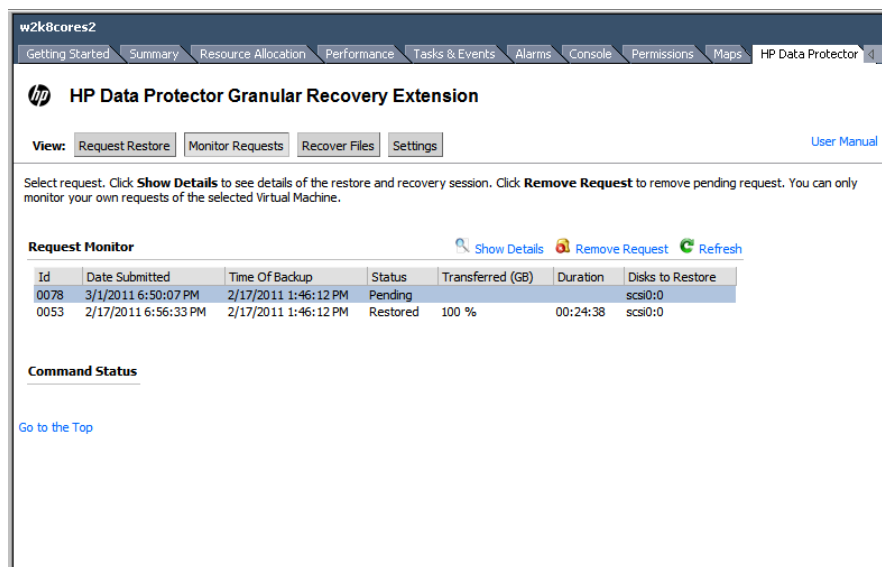 w2k8cores2
Getting Started Summary Resource Allocation Performance Tasks & Events Alarms Console Permissions Maps HP Data Protector
hp HP Data Protector Granular Recovery Extension
View: Request Restore Monitor Requests Recover Files Settings User Manual
Select request. Click Show Details to see details of the restore and recovery session. Click Remove Request to remove pending request. You can only
monitor your own requests of the selected Virtual Machine.
Request Monitor Show Details Remove Request Refresh
Id Date Submitted Time Of Backup Status Transferred (GB) Duration Disks to Restore
0078 3/1/2011 6:50:07 PM 2/17/2011 1:46:12 PM Pending scsi0:0
0053 2/17/2011 6:56:33 PM 2/17/2011 1:46:12 PM Restored 100 % 00:24:38 scsi0:0
Command Status
Go to the Top